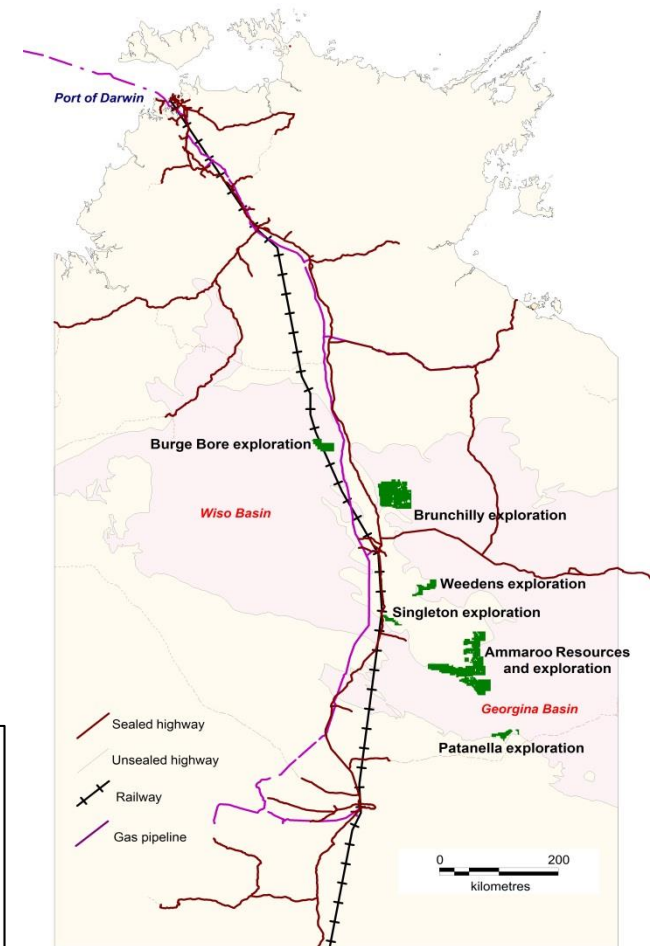 Port of Darwin
Burge Bore exploration
Wiso Basin
Brunchilly exploration
Weedens exploration
Singleton exploration
Ammaroo Resources
and exploration
Georgina Basin
Patanella exploration
Sealed highway
Unsealed highway
Railway
Gas pipeline
0 200
kilometres